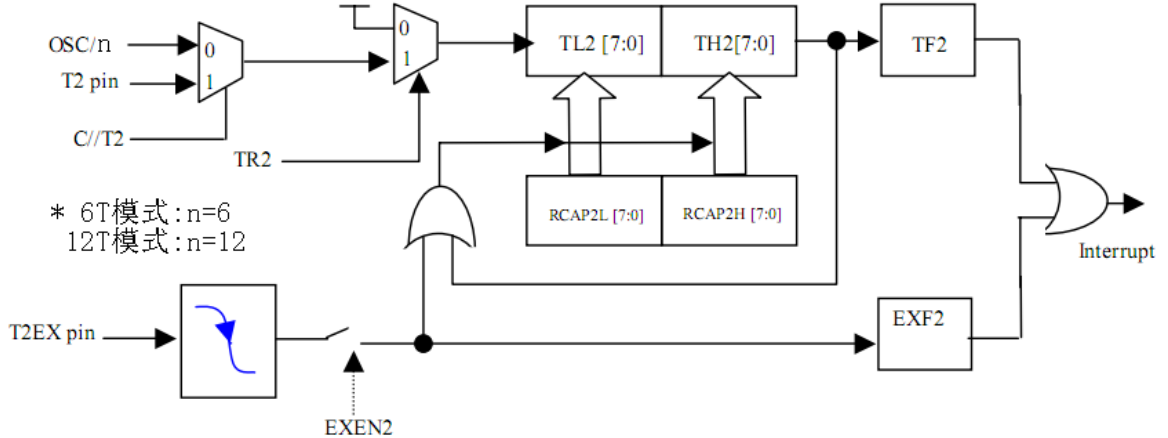 OSC/n
0
T2 pin
1
C//T2
0
1
TR2
TL2 [7:0]
TH2[7:0]
TF2
RCAP2L [7:0]
RCAP2H [7:0]
* 6T模式:n=6
12T模式:n=12
Interrupt
T2EX pin
EXF2
EXEN2